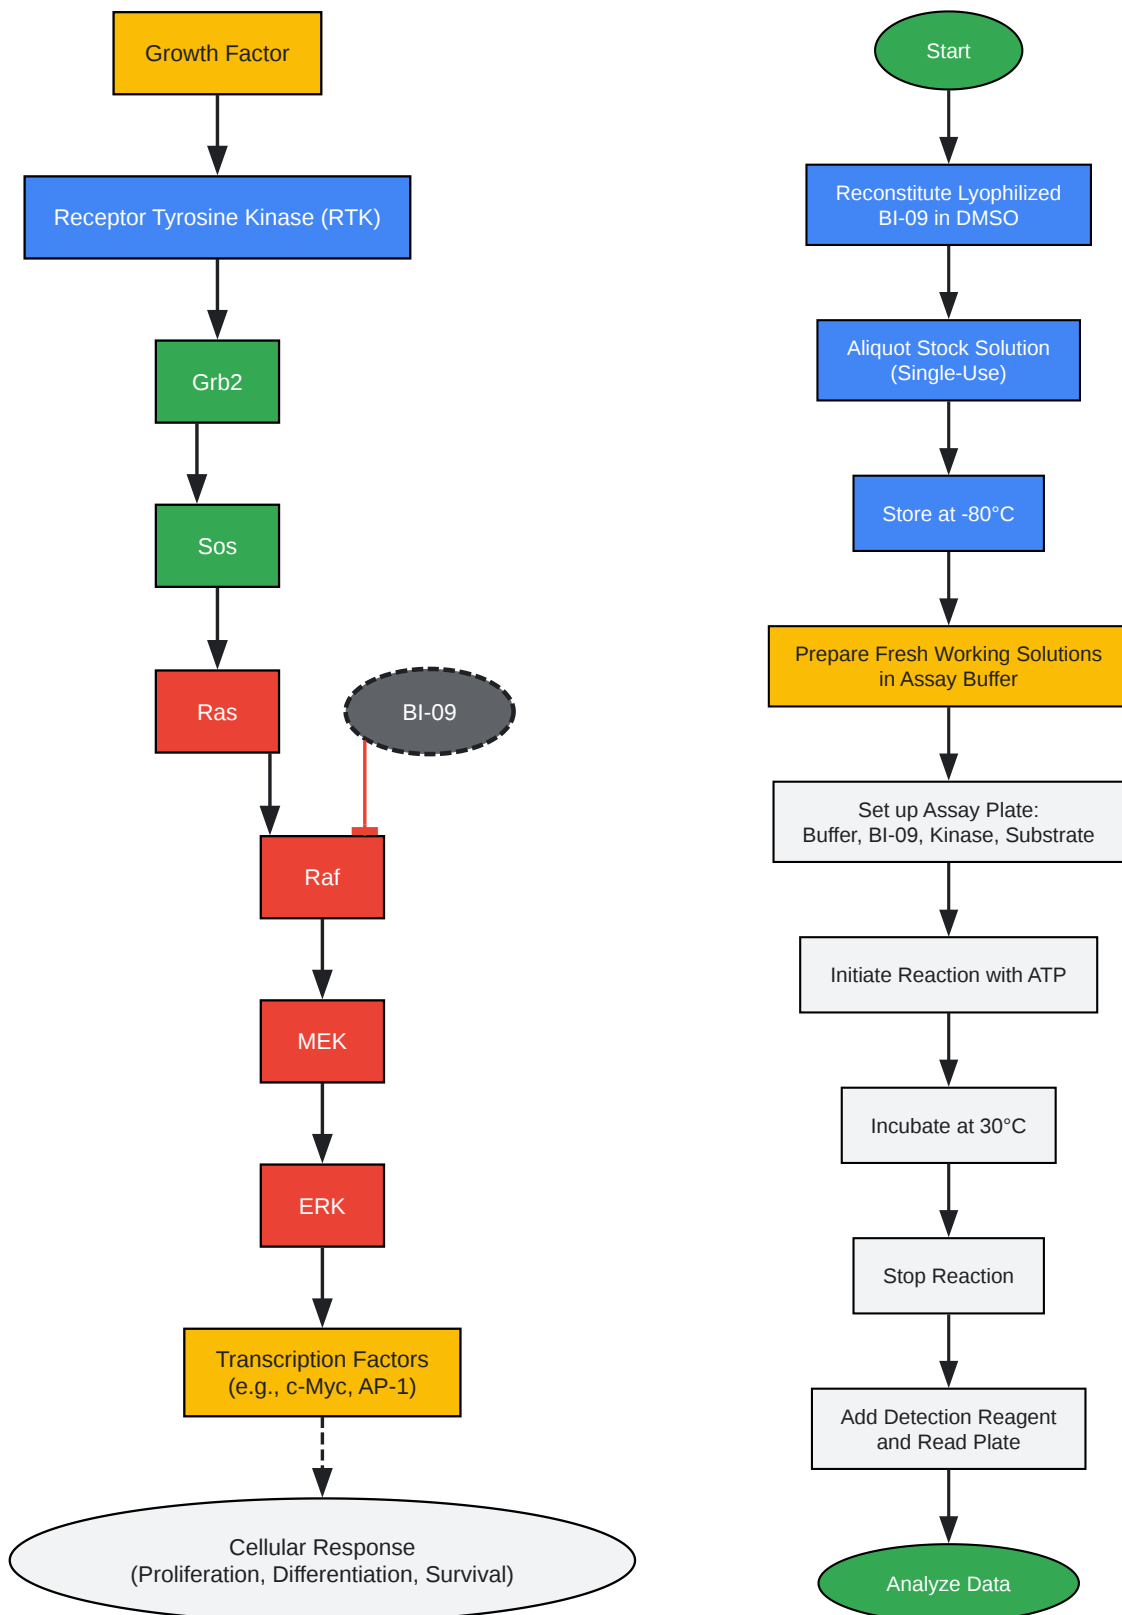 Growth Factor
Receptor Tyrosine Kinase (RTK)
Grb2
Sos
Ras
BI-09
Raf
MEK
ERK
Transcription Factors
(e.g., c-Myc, AP-1)
Cellular Response
(Proliferation, Differentiation, Survival)
Start
Reconstitute Lyophilized
BI-09 in DMSO
Aliquot Stock Solution
(Single-Use)
Store at -80°C
Prepare Fresh Working Solutions
in Assay Buffer
Set up Assay Plate:
Buffer, BI-09, Kinase, Substrate
Initiate Reaction with ATP
Incubate at 30°C
Stop Reaction
Add Detection Reagent
and Read Plate
Analyze Data